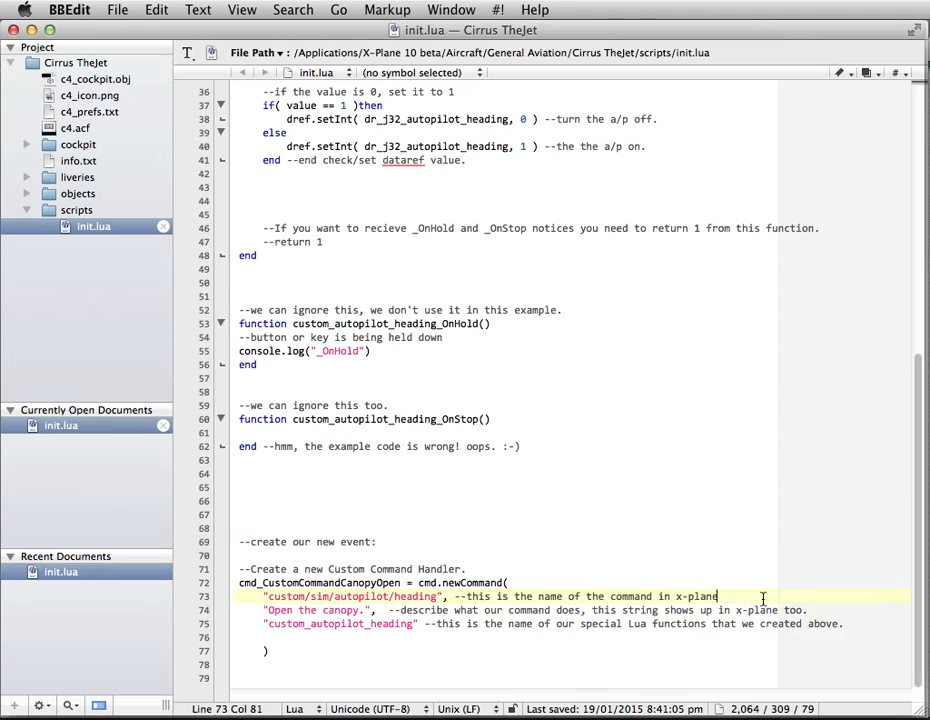 BBEdit File Edit Text View Search Go Markup Window #! Help
init.lua — Cirrus TheJet
Project
Cirrus TheJet
c4_cockpit.obj
c4_icon.png
c4_prefs.txt
c4.acf
cockpit
info.txt
liveries
objects
scripts
init.lua
Currently Open Documents
init.lua
Recent Documents
init.lua
T File Path ▾ : /Applications/X-Plane 10 beta/Aircraft/General Aviation/Cirrus TheJet/scripts/init.lua
init.lua (no symbol selected) #
36 --if the value is 0, set it to 1
37 if( value == 1 )then
38 dref.setInt( dr_j32_autopilot_heading, 0 ) --turn the a/p off.
39 else
40 dref.setInt( dr_j32_autopilot_heading, 1 ) --the the a/p on.
41 end --end check/set dataref value.
42
43
44
45
46 --If you want to recieve _OnHold and _OnStop notices you need to return 1 from this function.
47 --return 1
48 end
49
50
51
52 --we can ignore this, we don't use it in this example.
53 function custom_autopilot_heading_OnHold()
54 --button or key is being held down
55 console.log("_OnHold")
56 end
57
58
59 --we can ignore this too.
60 function custom_autopilot_heading_OnStop()
61
62 end --hmm, the example code is wrong! oops. :-)
63
64
65
66
67
68
69 --create our new event:
70
71 --Create a new Custom Command Handler.
72 cmd_CustomCommandCanopyOpen = cmd.newCommand(
73 "custom/sim/autopilot/heading", --this is the name of the command in x-plane
74 "Open the canopy.", --describe what our command does, this string shows up in x-plane too.
75 "custom_autopilot_heading" --this is the name of our special Lua functions that we created above.
76
77 )
78
79
Line 73 Col 81 Lua Unicode (UTF-8) Unix (LF) Last saved: 19/01/2015 8:41:05 pm 2,064 / 309 / 79